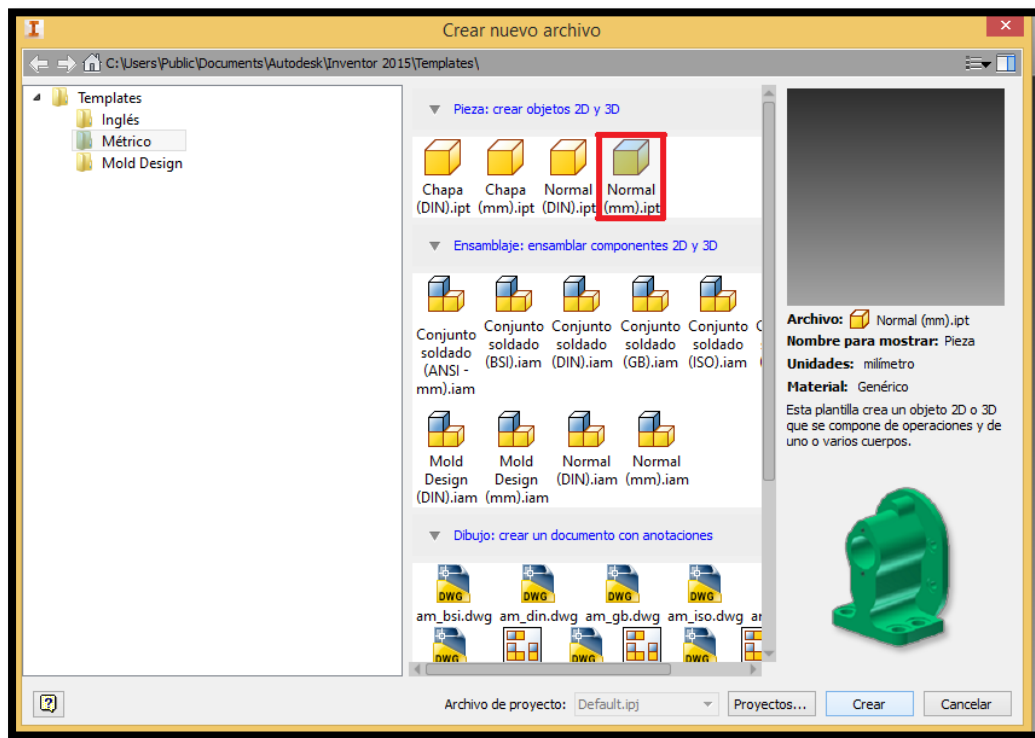 Crear nuevo archivo
C:\Users\Public\Documents\Autodesk\Inventor 2015\Templates\
Templates
Inglés
Métrico
Mold Design
Pieza: crear objetos 2D y 3D
Chapa Chapa Normal Normal
(DIN).ipt (mm).ipt (DIN).ipt (mm).ipt
Ensamblaje: ensamblar componentes 2D y 3D
Conjunto Conjunto Conjunto Conjunto Conjunto
soldado soldado soldado soldado soldado
(ANSI - (BSI).iam (DIN).iam (GB).iam (ISO).iam
mm).iam
Mold Mold Normal Normal
Design Design (DIN).iam (mm).iam
(DIN).iam (mm).iam
Dibujo: crear un documento con anotaciones
DWG DWG DWG DWG
am_bsi.dwg am_din.dwg am_gb.dwg am_iso.dwg
DWG DWG DWG
Archivo: Normal (mm).ipt
Nombre para mostrar: Pieza
Unidades: milímetro
Material: Genérico
Esta plantilla crea un objeto 2D o 3D
que se compone de operaciones y de
uno o varios cuerpos.
Archivo de proyecto: Default.ipj Proyectos... Crear Cancelar